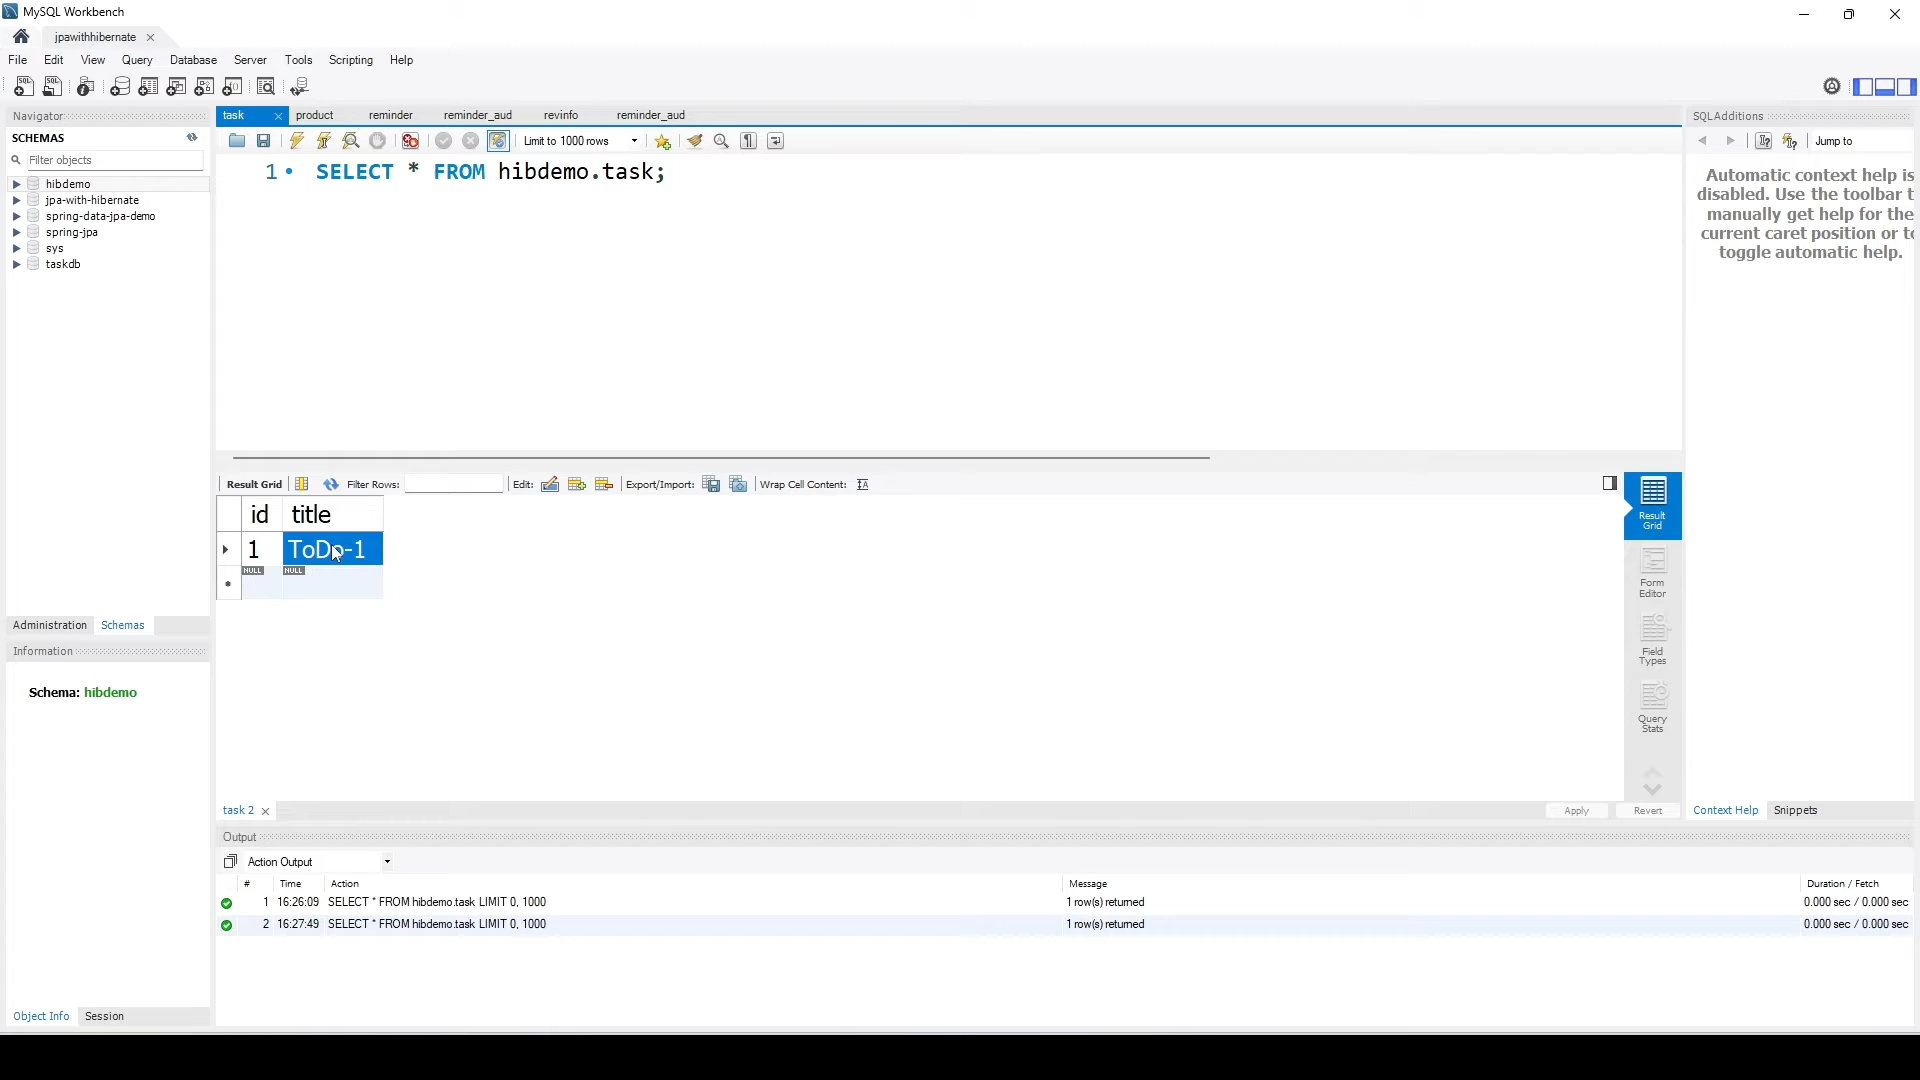 MySQL Workbench
jpawithhibernate
File Edit View Query Database Server Tools Scripting Help
Navigator
SCHEMAS
Filter objects
hibdemo
jpa-with-hibernate
spring-data-jpa-demo
spring-jpa
sys
taskdb
Administration Schemas
Information
Schema: hibdemo
Object Info Session
task product reminder reminder_aud revinfo reminder_aud
Limit to 1000 rows
1 SELECT * FROM hibdemo.task;
Result Grid Filter Rows: Edit: Export/Import: Wrap Cell Content:
id title
1 ToDo-1
NULL NULL
Result
Grid
Form
Editor
Field
Types
Query
Stats
task 2 Apply Revert
Output
Action Output
# Time Action Message Duration / Fetch
1 16:26:09 SELECT * FROM hibdemo.task LIMIT 0, 1000 1 row(s) returned 0.000 sec / 0.000 sec
2 16:27:49 SELECT * FROM hibdemo.task LIMIT 0, 1000 1 row(s) returned 0.000 sec / 0.000 sec
SQLAdditions
Jump to
Automatic context help is
disabled. Use the toolbar t
manually get help for the
current caret position or to
toggle automatic help.
Context Help Snippets